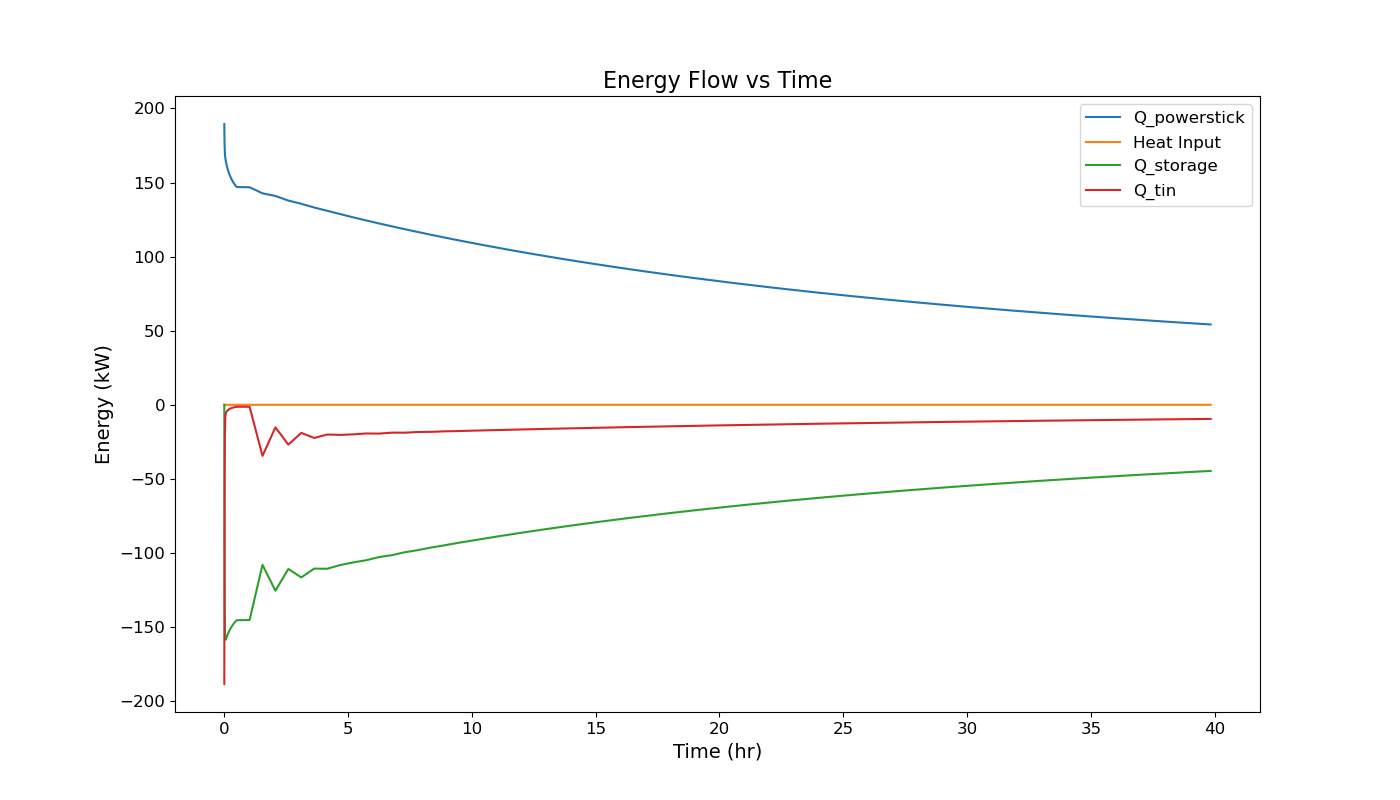 Energy Flow vs Time
Q_powerstick
Heat Input
Q_storage
Q_tin
Energy (kW)
200
150
100
50
0
−50
−100
−150
−200
0 5 10 15 20 25 30 35 40
Time (hr)